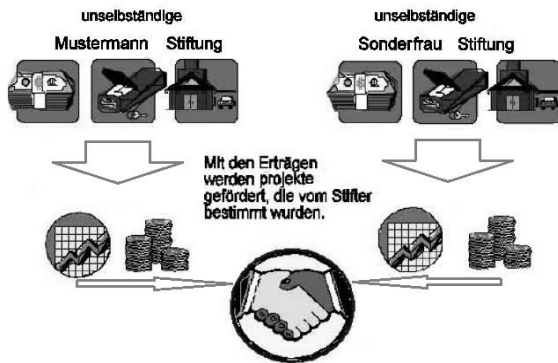 unselbständige
Mustermann Stiftung
unselbständige
Sonderfrau Stiftung
Mit den Erträgen
werden projekte
gefördert, die vom Stifter
bestimmt wurden.